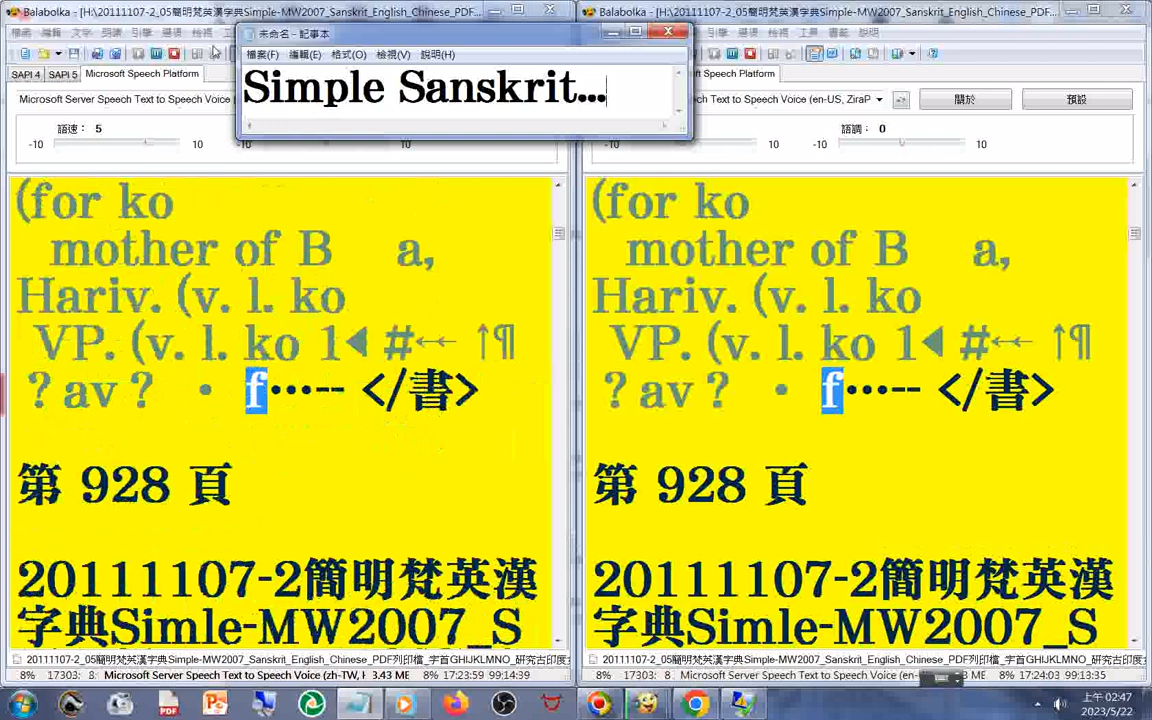 Balabolka - [H:\20111107-2_05簡明梵英漢字典Simple-MW2007_Sanskrit_English_Chinese_PDF...
Balabolka - [H:\20111107-2_05簡明梵英漢字典Simple-MW2007_Sanskrit_English_Chinese_PDF...
未命名 - 記事本
檔案(F) 編輯(E) 格式(O) 檢視(V) 說明(H)
Simple Sanskrit...
SAPI 4 SAPI 5 Microsoft Speech Platform
t Speech Platform
Microsoft Server Speech Text to Speech Voice (
ch Text to Speech Voice (en-US, ZiraP
關於
預設
語速： 5
語調： 0
-10 10 10
-10 10 -10 10
(for ko
mother of B a,
Hariv. (v. l. ko
VP. (v. l. ko 1◄ #↞ ↑¶
? av ? • f…-- </書>
第 928 頁
20111107-2簡明梵英漢
字典Simle-MW2007_S
(for ko
mother of B a,
Hariv. (v. l. ko
VP. (v. l. ko 1◄ #↞ ↑¶
? av ? • f…-- </書>
第 928 頁
20111107-2簡明梵英漢
字典Simle-MW2007_S
20111107-2_05簡明梵英漢字典Simple-MW2007_Sanskrit_English_Chinese_PDF列印檔_字首GHIJKLMNO_研究古印度
20111107-2_05簡明梵英漢字典Simple-MW2007_Sanskrit_English_Chinese_PDF列印檔_字首GHIJKLMNO_研究古印度
8% 17303: 8: Microsoft Server Speech Text to Speech Voice (zh-TW, 3.43 ME 8% 17:23:59 99:14:39
8% 17303: 8: Microsoft Server Speech Text to Speech Voice (en-US, ME 8% 17:24:03 99:13:35
上午 02:47
2023/5/22